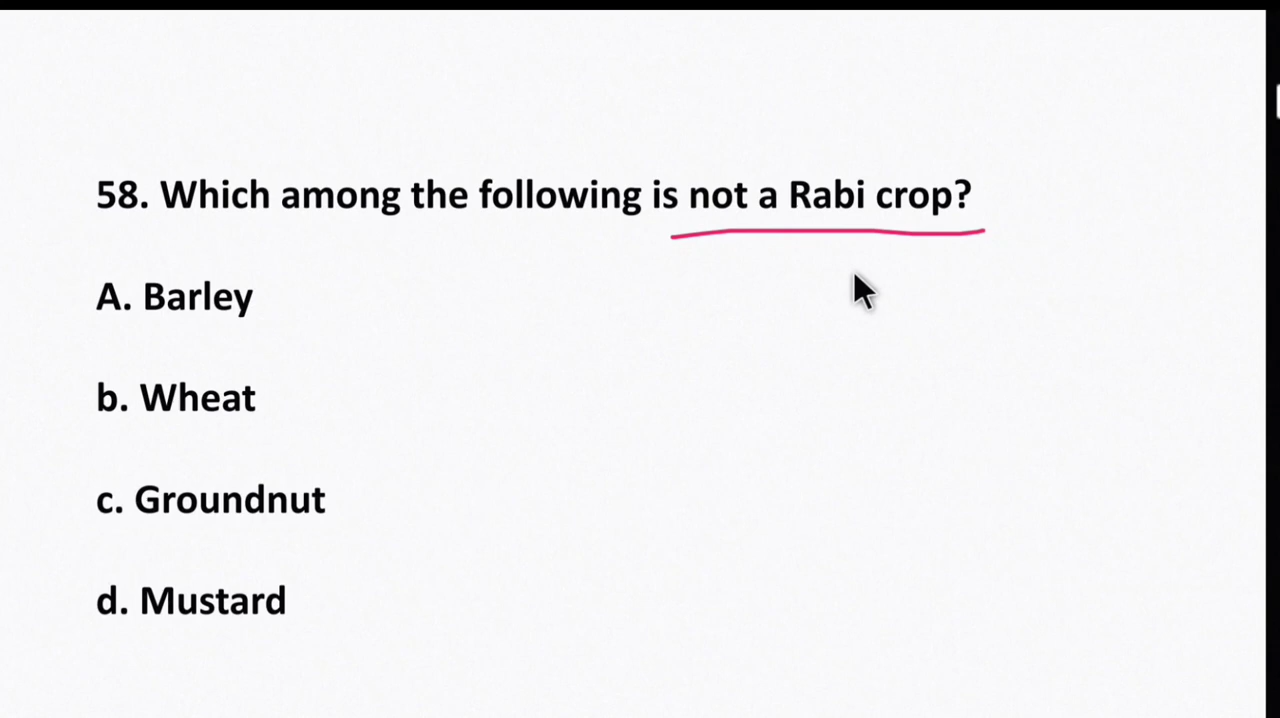 58. Which among the following is not a Rabi crop?
A. Barley
b. Wheat
c. Groundnut
d. Mustard